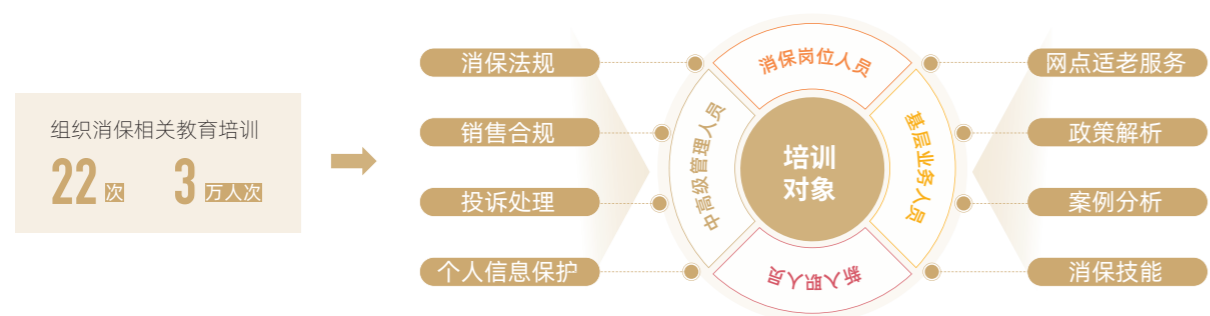 组织消保相关教育培训
22次 3万人次
消保法规
销售合规
投诉处理
个人信息保护
消保岗位人员
中高级管理人员
培训
对象
基层业务人员
新入职人员
网点适老服务
政策解析
案例分析
消保技能